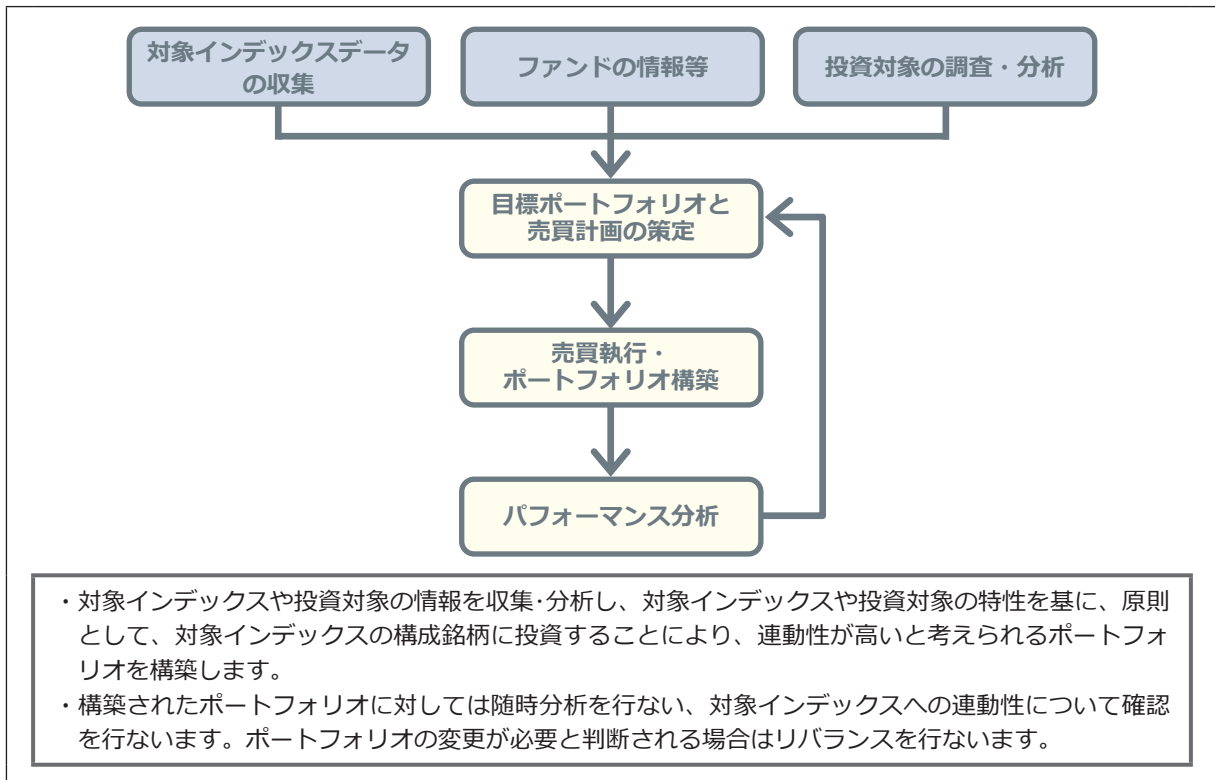 対象インデックスデータ
の収集
ファンドの情報等
投資対象の調査・分析
目標ポートフォリオと
売買計画の策定
売買執行・
ポートフォリオ構築
パフォーマンス分析
・対象インデックスや投資対象の情報を収集･分析し、対象インデックスや投資対象の特性を基に、原則
として、対象インデックスの構成銘柄に投資することにより、連動性が高いと考えられるポートフォ
リオを構築します。
・構築されたポートフォリオに対しては随時分析を行ない、対象インデックスへの連動性について確認
を行ないます。ポートフォリオの変更が必要と判断される場合はリバランスを行ないます。